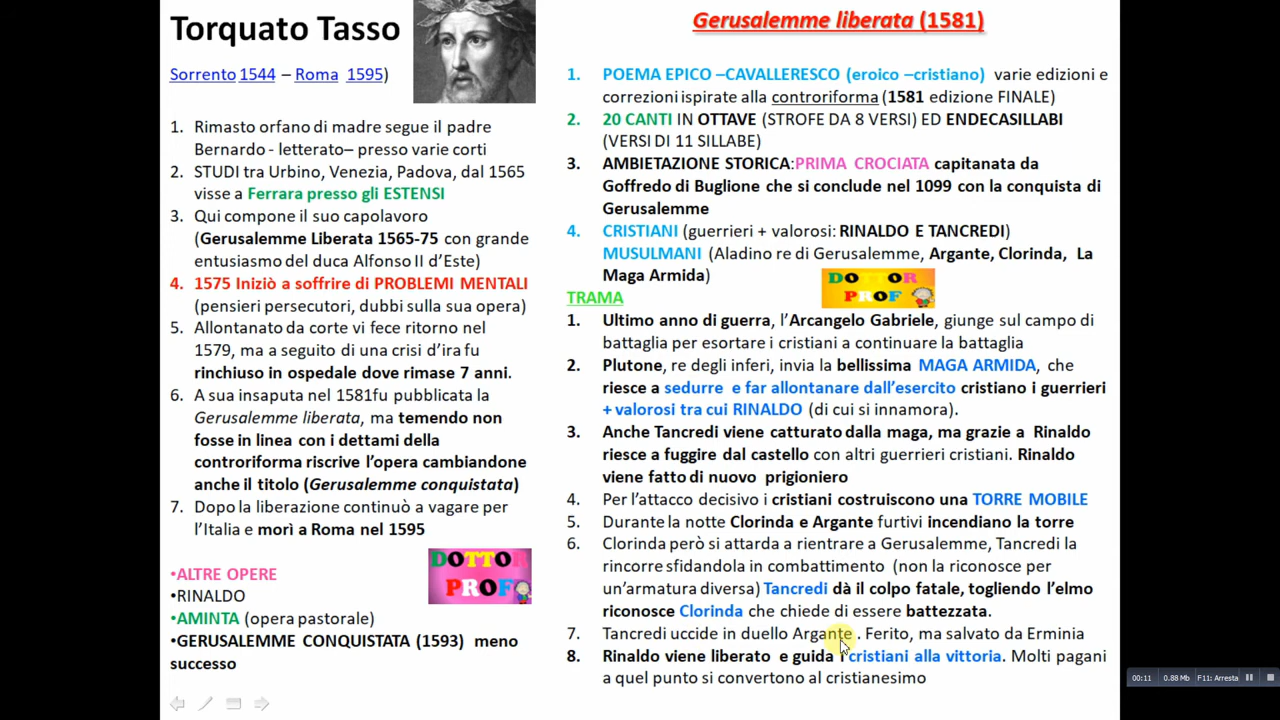 Torquato Tasso
Sorrento 1544 – Roma 1595)
1. Rimasto orfano di madre segue il padre
Bernardo - letterato– presso varie corti
2. STUDI tra Urbino, Venezia, Padova, dal 1565
visse a Ferrara presso gli ESTENSI
3. Qui compone il suo capolavoro
(Gerusalemme Liberata 1565-75 con grande
entusiasmo del duca Alfonso II d’Este)
4. 1575 Iniziò a soffrire di PROBLEMI MENTALI
(pensieri persecutori, dubbi sulla sua opera)
5. Allontanato da corte vi fece ritorno nel
1579, ma a seguito di una crisi d’ira fu
rinchiuso in ospedale dove rimase 7 anni.
6. A sua insaputa nel 1581fu pubblicata la
Gerusalemme liberata, ma temendo non
fosse in linea con i dettami della
controriforma riscrive l’opera cambiandone
anche il titolo (Gerusalemme conquistata)
7. Dopo la liberazione continuò a vagare per
l’Italia e morì a Roma nel 1595
DOTTOR
PROF
•ALTRE OPERE
•RINALDO
•AMINTA (opera pastorale)
•GERUSALEMME CONQUISTATA (1593) meno
successo
Gerusalemme liberata (1581)
1. POEMA EPICO –CAVALLERESCO (eroico –cristiano) varie edizioni e
correzioni ispirate alla controriforma (1581 edizione FINALE)
2. 20 CANTI IN OTTAVE (STROFE DA 8 VERSI) ED ENDECASILLABI
(VERSI DI 11 SILLABE)
3. AMBIETAZIONE STORICA:PRIMA CROCIATA capitanata da
Goffredo di Buglione che si conclude nel 1099 con la conquista di
Gerusalemme
4. CRISTIANI (guerrieri + valorosi: RINALDO E TANCREDI)
MUSULMANI (Aladino re di Gerusalemme, Argante, Clorinda, La
Maga Armida)
DOTTOR
PROF
TRAMA
1. Ultimo anno di guerra, l’Arcangelo Gabriele, giunge sul campo di
battaglia per esortare i cristiani a continuare la battaglia
2. Plutone, re degli inferi, invia la bellissima MAGA ARMIDA, che
riesce a sedurre e far allontanare dall’esercito cristiano i guerrieri
+ valorosi tra cui RINALDO (di cui si innamora).
3. Anche Tancredi viene catturato dalla maga, ma grazie a Rinaldo
riesce a fuggire dal castello con altri guerrieri cristiani. Rinaldo
viene fatto di nuovo prigioniero
4. Per l’attacco decisivo i cristiani costruiscono una TORRE MOBILE
5. Durante la notte Clorinda e Argante furtivi incendiano la torre
6. Clorinda però si attarda a rientrare a Gerusalemme, Tancredi la
rincorre sfidandola in combattimento (non la riconosce per
un’armatura diversa) Tancredi dà il colpo fatale, togliendo l’elmo
riconosce Clorinda che chiede di essere battezzata.
7. Tancredi uccide in duello Argante . Ferito, ma salvato da Erminia
8. Rinaldo viene liberato e guida i cristiani alla vittoria. Molti pagani
a quel punto si convertono al cristianesimo
00:11 0.88 Mb F11: Arresta